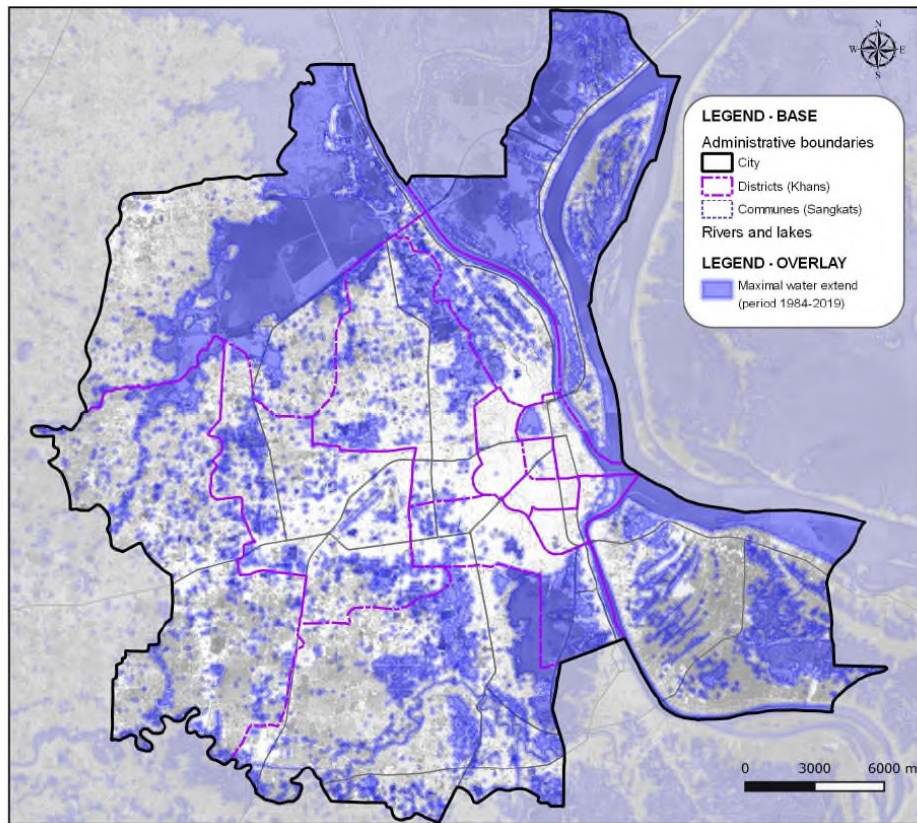 N
W E
S
LEGEND - BASE
Administrative boundaries
City
Districts (Khans)
Communes (Sangkats)
Rivers and lakes
LEGEND - OVERLAY
Maximal water extend
(period 1984-2019)
0 3000 6000 m